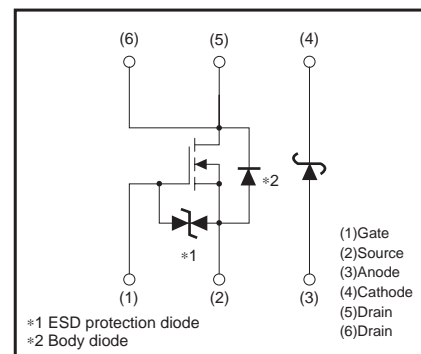 (6) (5) (4)
∗2
∗1
(1) (2) (3)
(1)Gate
(2)Source
(3)Anode
(4)Cathode
(5)Drain
(6)Drain
∗1 ESD protection diode
∗2 Body diode